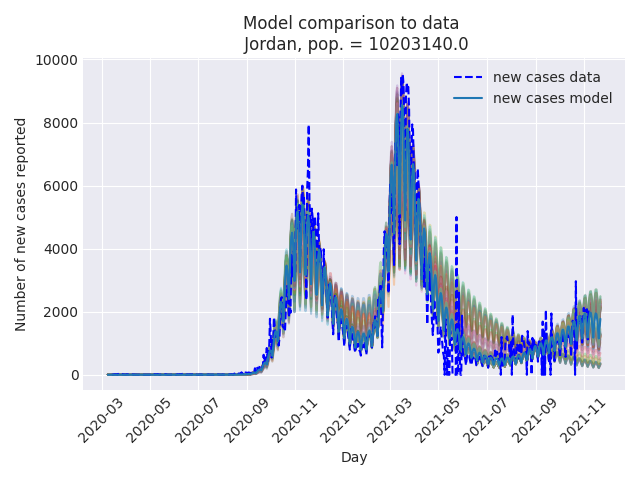 Model comparison to data
Jordan, pop. = 10203140.0
Number of new cases reported
10000
8000
6000
4000
2000
0
new cases data
new cases model
2020-03
2020-05
2020-07
2020-09
2020-11
2021-01
2021-03
2021-05
2021-07
2021-09
2021-11
Day